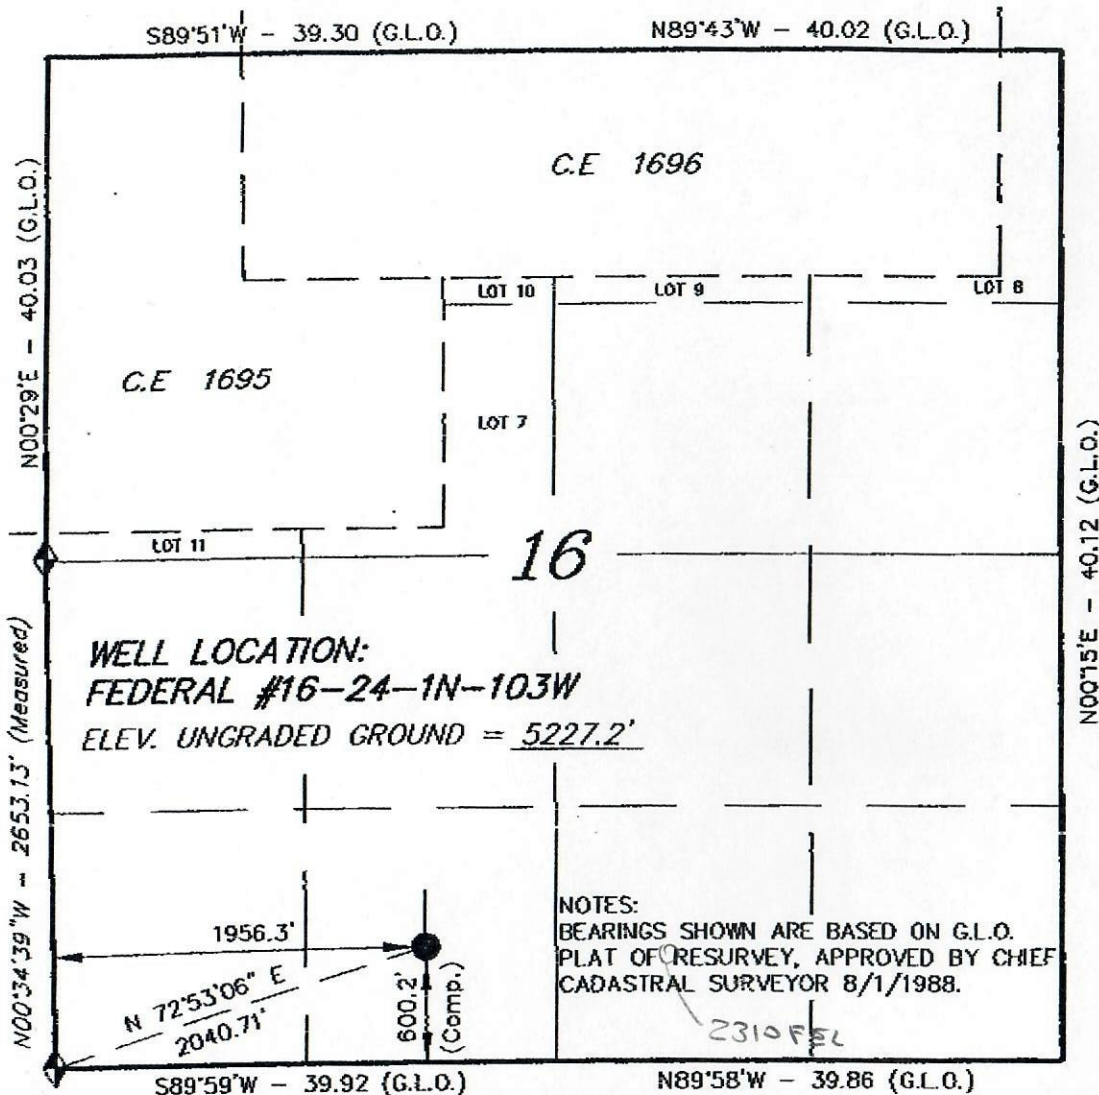 S89°51'W - 39.30 (G.L.O.)
N89°43'W - 40.02 (G.L.O.)
C.E 1696
N00°29'E - 40.03 (G.L.O.)
LOT 10
LOT 9
LOT 8
C.E 1695
LOT 7
LOT 11
16
N00°15'E - 40.12 (G.L.O.)
WELL LOCATION:
FEDERAL #16-24-1N-103W
ELEV. UNGRADED GROUND = 5227.2'
N00°34'39"W - 2653.13' (Measured)
1956.3'
N 72°53'06" E
2040.71'
600.2'
(Comp.)
NOTES:
BEARINGS SHOWN ARE BASED ON G.L.O.
PLAT OF RESURVEY, APPROVED BY CHIEF
CADASTRAL SURVEYOR 8/1/1988.
2310 FEL
S89°59'W - 39.92 (G.L.O.)
N89°58'W - 39.86 (G.L.O.)